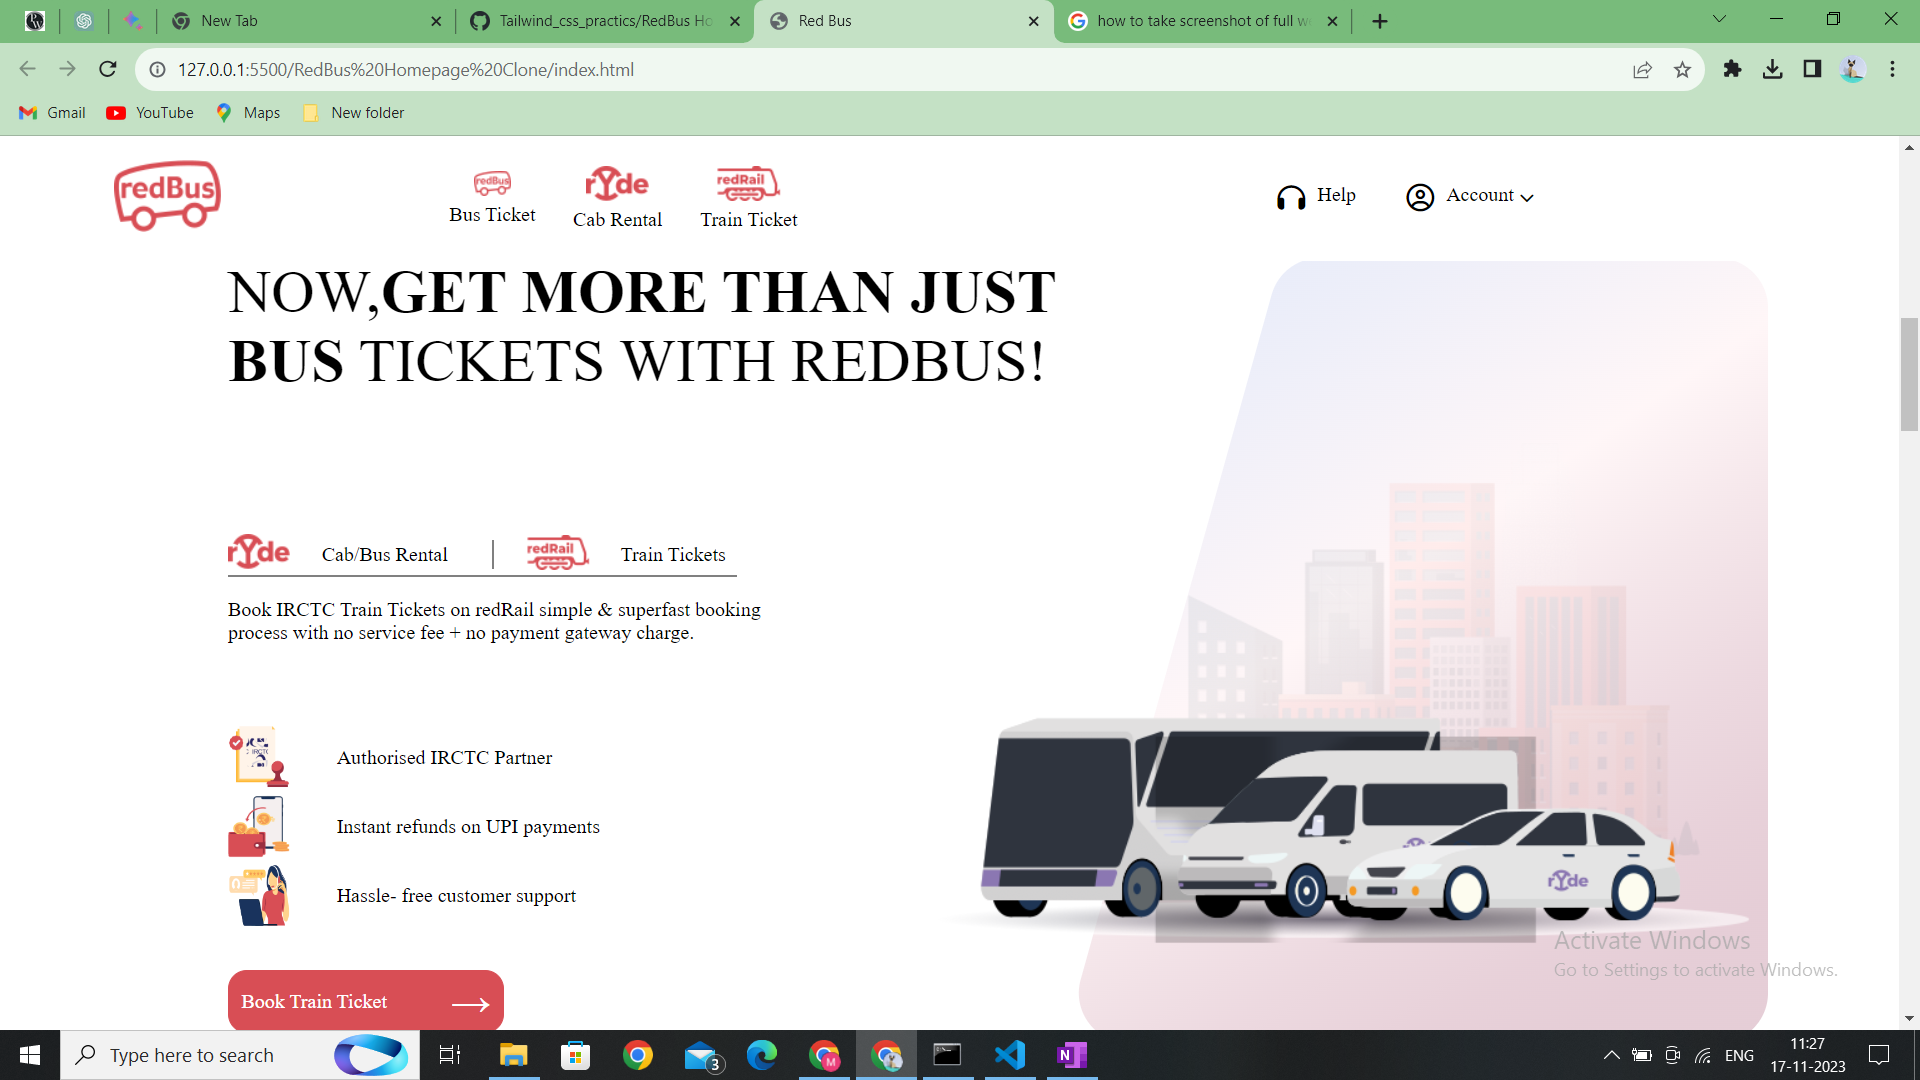 New Tab
Tailwind_css_practics/RedBus Ho
Red Bus
how to take screenshot of full w
127.0.0.1:5500/RedBus%20Homepage%20Clone/index.html
Gmail
YouTube
Maps
New folder
redBus
redBus
Bus Ticket
rYde
Cab Rental
redRail
Train Ticket
Help
Account
NOW,GET MORE THAN JUST
BUS TICKETS WITH REDBUS!
rYde
Cab/Bus Rental
redRail
Train Tickets
Book IRCTC Train Tickets on redRail simple & superfast booking
process with no service fee + no payment gateway charge.
Authorised IRCTC Partner
Instant refunds on UPI payments
Hassle- free customer support
rYde
Activate Windows
Go to Settings to activate Windows.
Book Train Ticket
Type here to search
3
M
N
ENG
11:27
17-11-2023